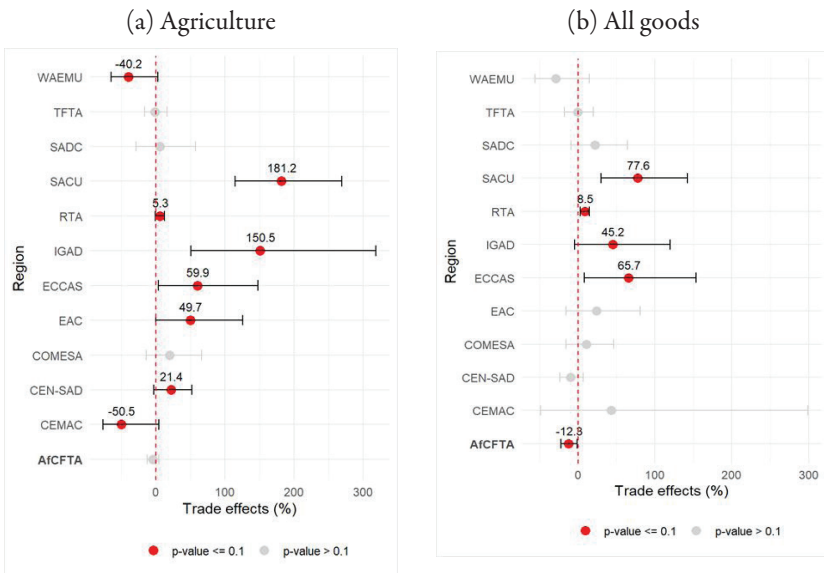 (a) Agriculture
Region
WAEMU
-40.2
TFTA
SADC
SACU
181.2
RTA
5.3
IGAD
150.5
ECCAS
59.9
EAC
49.7
COMESA
CEN-SAD
21.4
CEMAC
-50.5
AfCFTA
0 100 200 300
Trade effects (%)
p-value <= 0.1 p-value > 0.1
(b) All goods
Region
WAEMU
TFTA
SADC
SACU
77.6
RTA
8.5
IGAD
45.2
ECCAS
65.7
EAC
COMESA
CEN-SAD
CEMAC
AfCFTA
-12.3
0 100 200 300
Trade effects (%)
p-value <= 0.1 p-value > 0.1